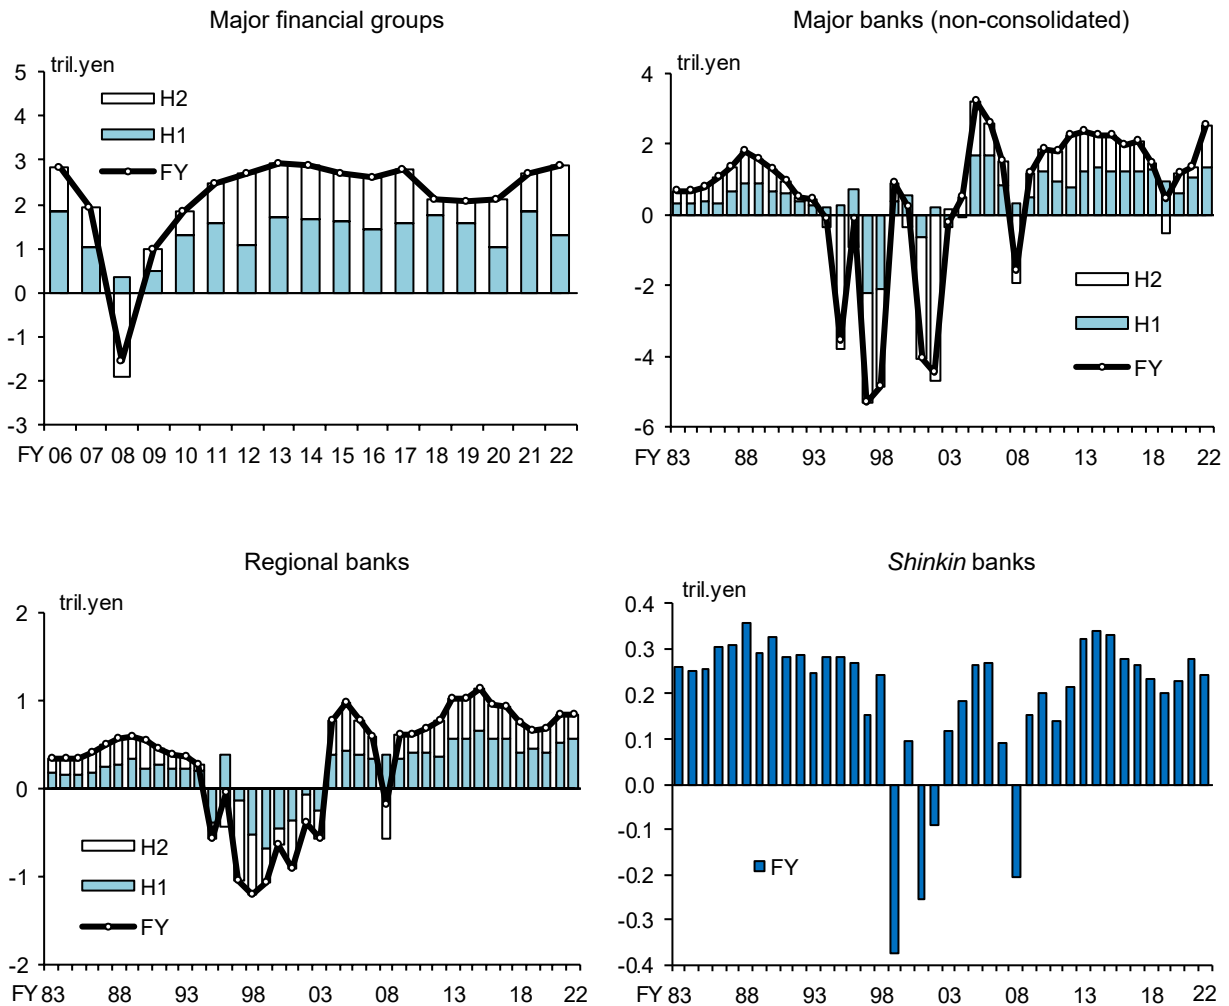 Major financial groups
tril.yen
5
4
3
2
1
0
-1
-2
-3
H2
H1
FY
FY 06 07 08 09 10 11 12 13 14 15 16 17 18 19 20 21 22
Major banks (non-consolidated)
tril.yen
4
2
0
-2
-4
-6
H2
H1
FY
FY 83 88 93 98 03 08 13 18 22
Regional banks
tril.yen
2
1
0
-1
-2
H2
H1
FY
FY 83 88 93 98 03 08 13 18 22
Shinkin banks
tril.yen
0.4
0.3
0.2
0.1
0.0
-0.1
-0.2
-0.3
-0.4
FY
FY 83 88 93 98 03 08 13 18 22